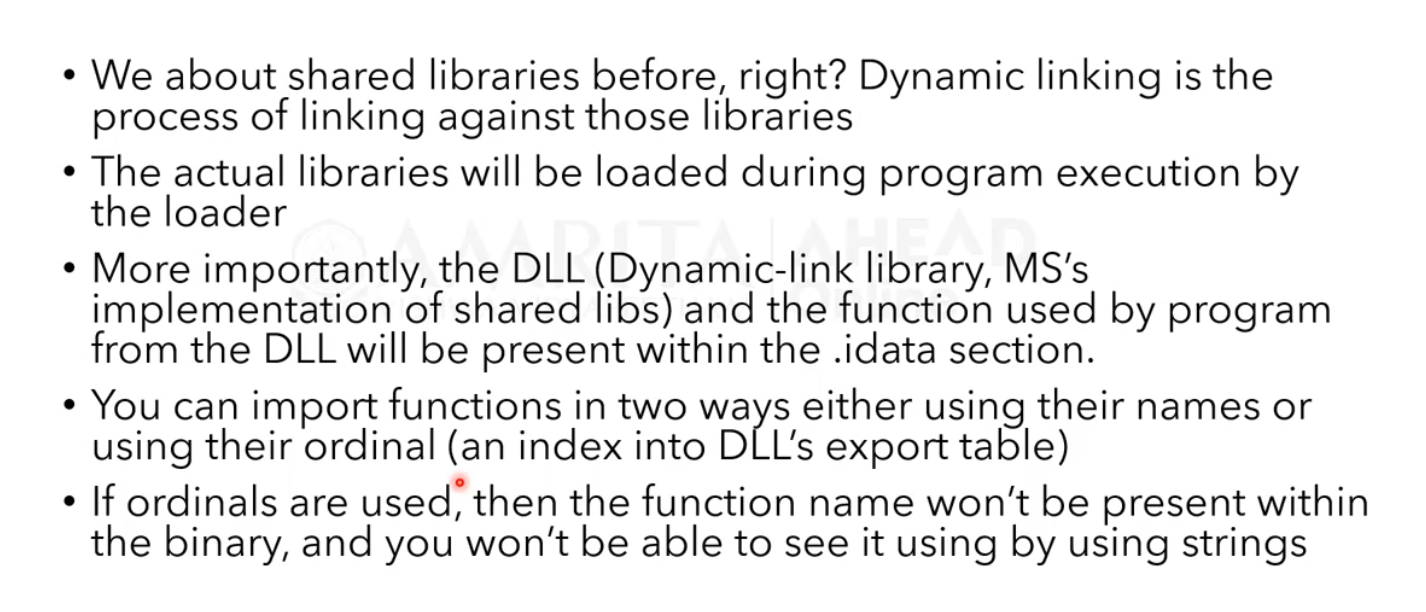 • We about shared libraries before, right? Dynamic linking is the
process of linking against those libraries
• The actual libraries will be loaded during program execution by
the loader
• More importantly, the DLL (Dynamic-link library, MS’s
implementation of shared libs) and the function used by program
from the DLL will be present within the .idata section.
• You can import functions in two ways either using their names or
using their ordinal (an index into DLL’s export table)
• If ordinals are used, then the function name won’t be present within
the binary, and you won’t be able to see it using by using strings
AMRITA AHEAD
Online